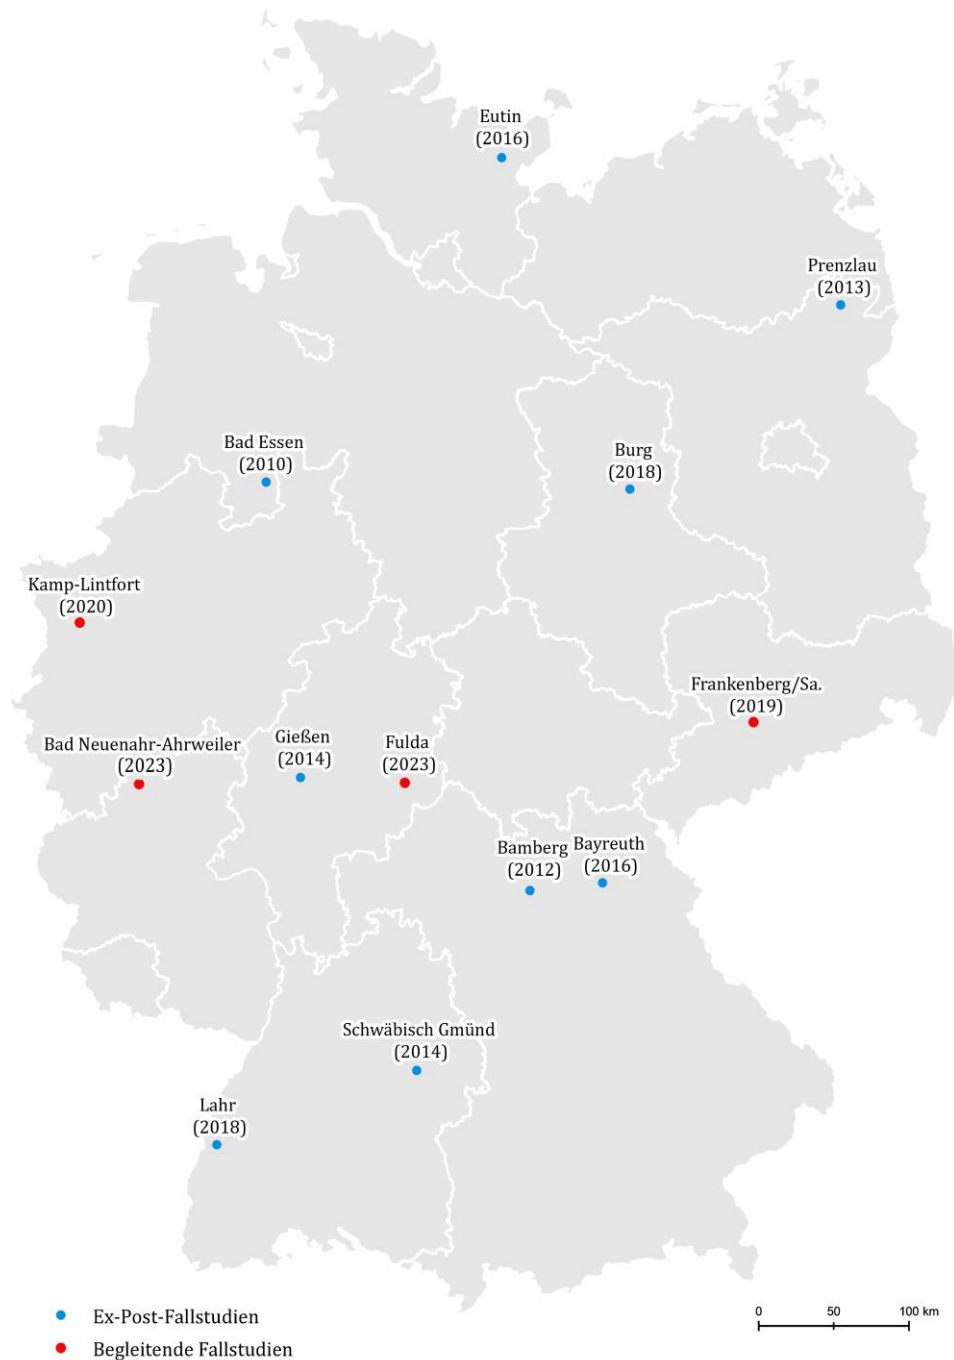 Eutin
(2016)
Prenzlau
(2013)
Bad Essen
(2010)
Burg
(2018)
Kamp-Lintfort
(2020)
Frankenberg/Sa.
(2019)
Bad Neuenahr-Ahrweiler
(2023)
Gießen
(2014)
Fulda
(2023)
Bamberg
(2012)
Bayreuth
(2016)
Schwäbisch Gmünd
(2014)
Lahr
(2018)
Ex-Post-Fallstudien
Begleitende Fallstudien
0 50 100 km